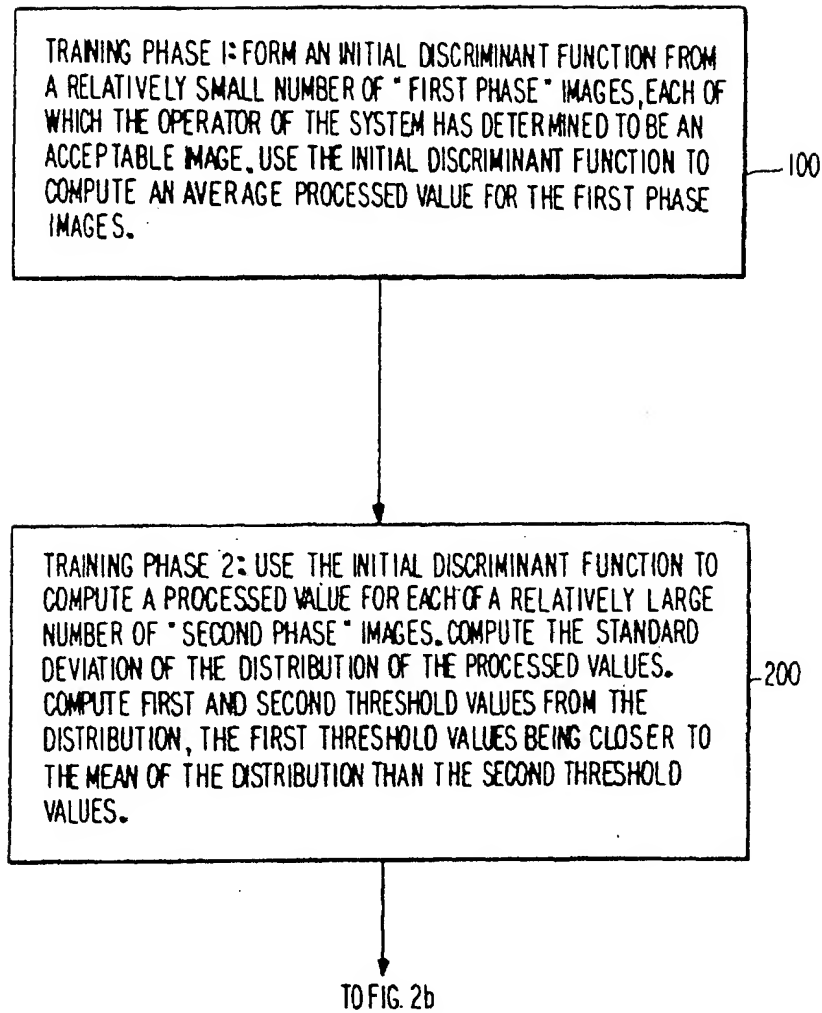 TRAINING PHASE 1: FORM AN INITIAL DISCRIMINANT FUNCTION FROM
A RELATIVELY SMALL NUMBER OF "FIRST PHASE" IMAGES, EACH OF
WHICH THE OPERATOR OF THE SYSTEM HAS DETERMINED TO BE AN
ACCEPTABLE IMAGE. USE THE INITIAL DISCRIMINANT FUNCTION TO
COMPUTE AN AVERAGE PROCESSED VALUE FOR THE FIRST PHASE
IMAGES.
100
TRAINING PHASE 2: USE THE INITIAL DISCRIMINANT FUNCTION TO
COMPUTE A PROCESSED VALUE FOR EACH OF A RELATIVELY LARGE
NUMBER OF "SECOND PHASE" IMAGES. COMPUTE THE STANDARD
DEVIATION OF THE DISTRIBUTION OF THE PROCESSED VALUES.
COMPUTE FIRST AND SECOND THRESHOLD VALUES FROM THE
DISTRIBUTION, THE FIRST THRESHOLD VALUES BEING CLOSER TO
THE MEAN OF THE DISTRIBUTION THAN THE SECOND THRESHOLD
VALUES.
200
TO FIG. 2b